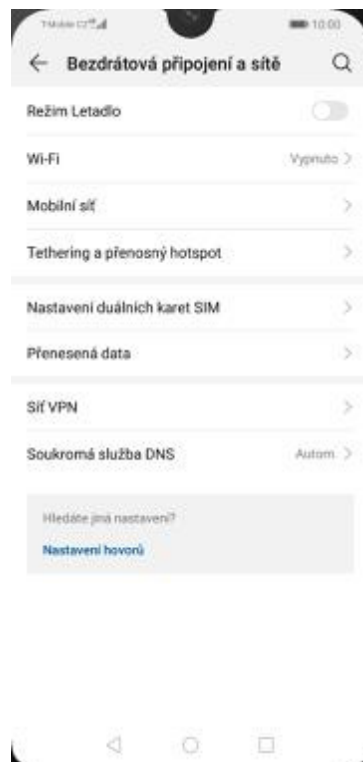 T-Mobile CZ
10:00
Bezdrátová připojení a sítě
Režim Letadlo
Wi-Fi
Vypnuto
Mobilní síť
Tethering a přenosný hotspot
Nastavení duálních karet SIM
Přenesená data
Síť VPN
Soukromá služba DNS
Autom.
Hledáte jiná nastavení?
Nastavení hovorů